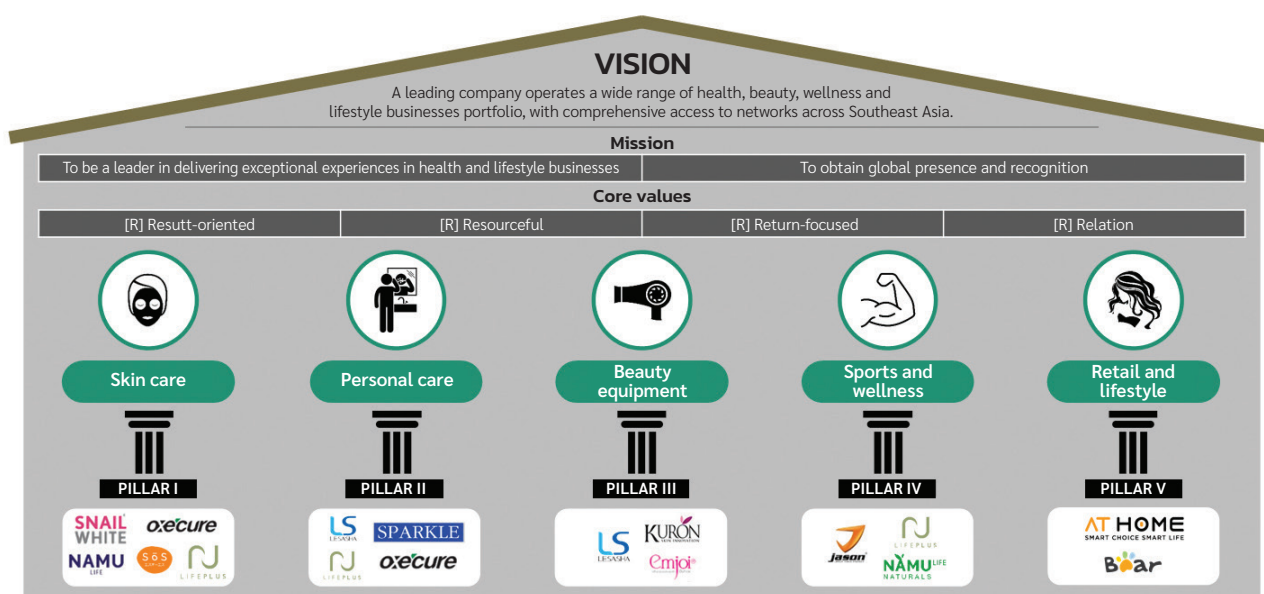 VISION
A leading company operates a wide range of health, beauty, wellness and
lifestyle businesses portfolio, with comprehensive access to networks across Southeast Asia.
Mission
To be a leader in delivering exceptional experiences in health and lifestyle businesses
To obtain global presence and recognition
Core values
[R] Resutt-oriented
[R] Resourceful
[R] Return-focused
[R] Relation
Skin care
Personal care
Beauty
equipment
Sports and
wellness
Retail and
lifestyle
PILLAR I
PILLAR II
PILLAR III
PILLAR IV
PILLAR V
SNAIL
WHITE
oxecure
NAMU
LIFE
SOS
LIFEPLUS
LS
LESASHA
SPARKLE
LIFEPLUS
oxecure
LS
LESASHA
KURON
emjoi
Jason
LIFEPLUS
NAMU LIFE
NATURALS
AT HOME
SMART CHOICE SMART LIFE
Boar